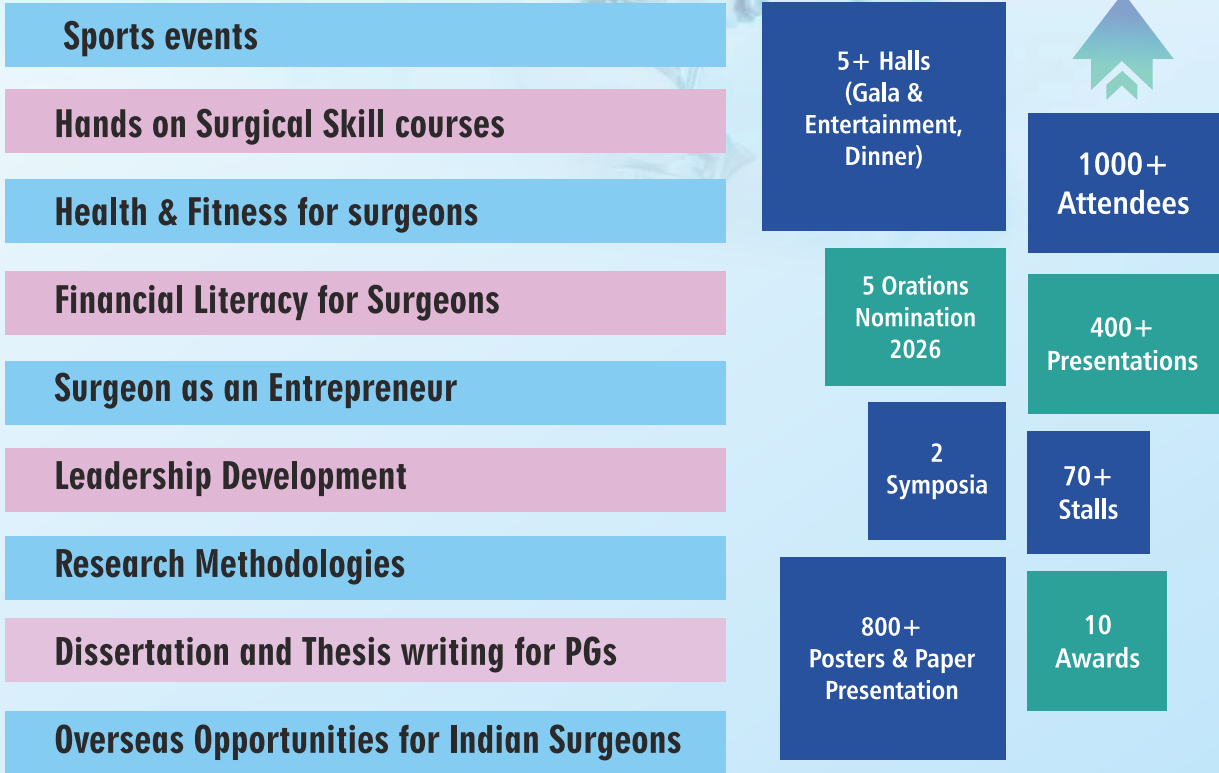 Sports events
Hands on Surgical Skill courses
Health & Fitness for surgeons
Financial Literacy for Surgeons
Surgeon as an Entrepreneur
Leadership Development
Research Methodologies
Dissertation and Thesis writing for PGs
Overseas Opportunities for Indian Surgeons
5+ Halls
(Gala &
Entertainment,
Dinner)
5 Orations
Nomination
2026
2
Symposia
800+
Posters & Paper
Presentation
1000+
Attendees
400+
Presentations
70+
Stalls
10
Awards